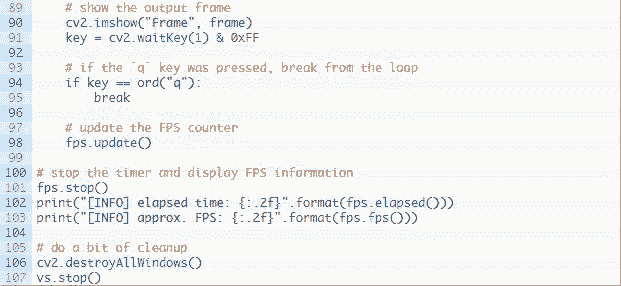 89 # show the output frame
90 cv2.imshow("Frame", frame)
91 key = cv2.waitKey(1) & 0xFF
92
93 # if the `q` key was pressed, break from the loop
94 if key == ord("q"):
95 break
96
97 # update the FPS counter
98 fps.update()
99
100 # stop the timer and display FPS information
101 fps.stop()
102 print("[INFO] elapsed time: {:.2f}".format(fps.elapsed()))
103 print("[INFO] approx. FPS: {:.2f}".format(fps.fps()))
104
105 # do a bit of cleanup
106 cv2.destroyAllWindows()
107 vs.stop()